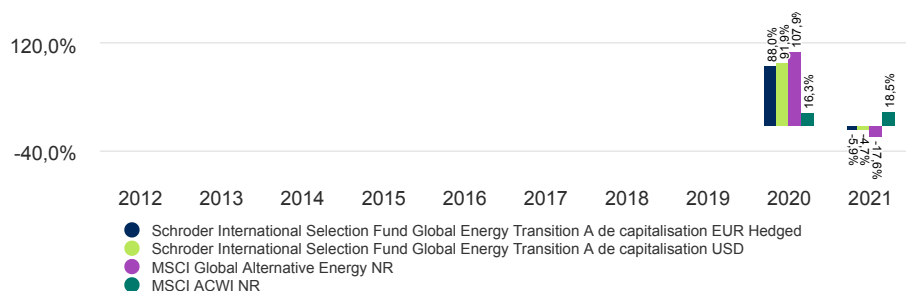 120,0%
-40,0%
88,0%
91,9%
107,9%
16,3%
-5,9%
-4,7%
-17,6%
18,5%
2012 2013 2014 2015 2016 2017 2018 2019 2020 2021
Schroder International Selection Fund Global Energy Transition A de capitalisation EUR Hedged
Schroder International Selection Fund Global Energy Transition A de capitalisation USD
MSCI Global Alternative Energy NR
MSCI ACWI NR